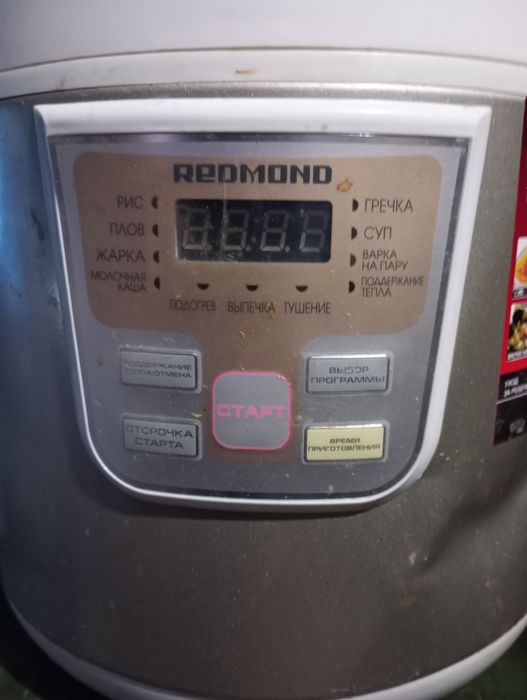 REDMOND
РИС
ПЛОВ
ЖАРКА
МОЛОЧНАЯ
КАША
ГРЕЧКА
СУП
ВАРКА
НА ПАРУ
ПОДДЕРЖАНИЕ
ТЕПЛА
ПОДОГРЕВ ВЫПЕЧКА ТУШЕНИЕ
ПОДДЕРЖАНИЕ
ТЕПЛА/ОТМЕНА
ВЫБОР
ПРОГРАММЫ
СТАРТ
ОТСРОЧКА
СТАРТА
ВРЕМЯ
ПРИГОТОВЛЕНИЯ
УХОД